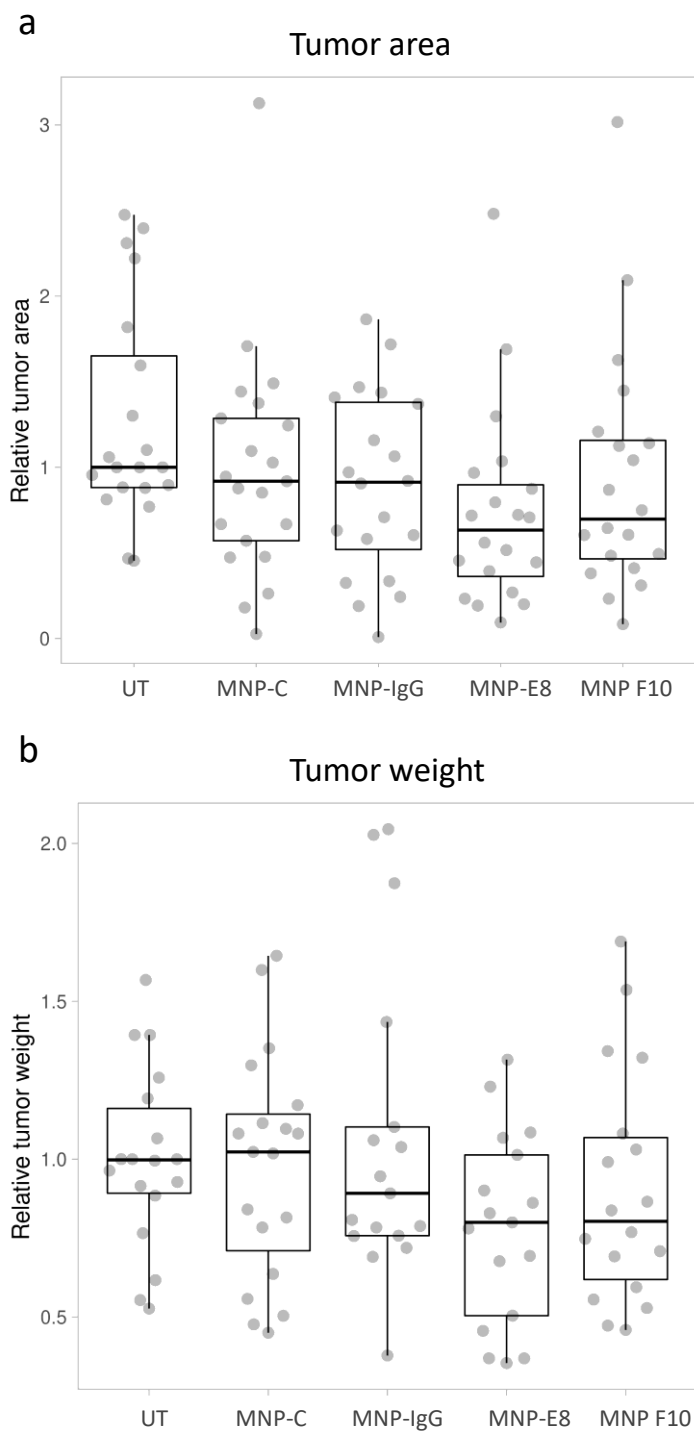 a
Tumor area
Relative tumor area
3
2
1
0
UT MNP-C MNP-IgG MNP-E8 MNP F10
b
Tumor weight
Relative tumor weight
2.0
1.5
1.0
0.5
UT MNP-C MNP-IgG MNP-E8 MNP F10